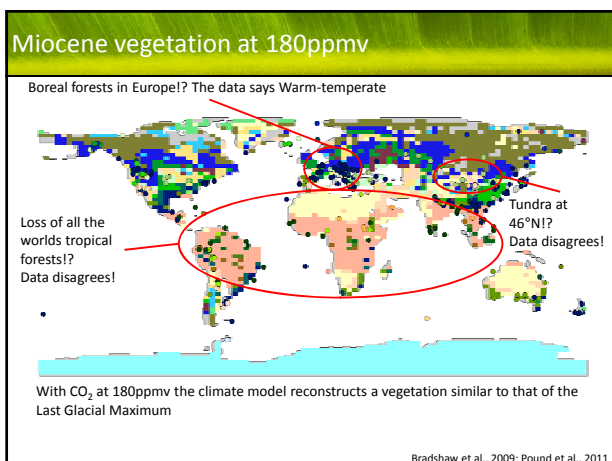 Miocene vegetation at 180ppmv
Boreal forests in Europe!? The data says Warm-temperate
Loss of all the
worlds tropical
forests!?
Data disagrees!
Tundra at
46°N!?
Data disagrees!
With CO₂ at 180ppmv the climate model reconstructs a vegetation similar to that of the
Last Glacial Maximum
Bradshaw et al., 2009; Pound et al., 2011